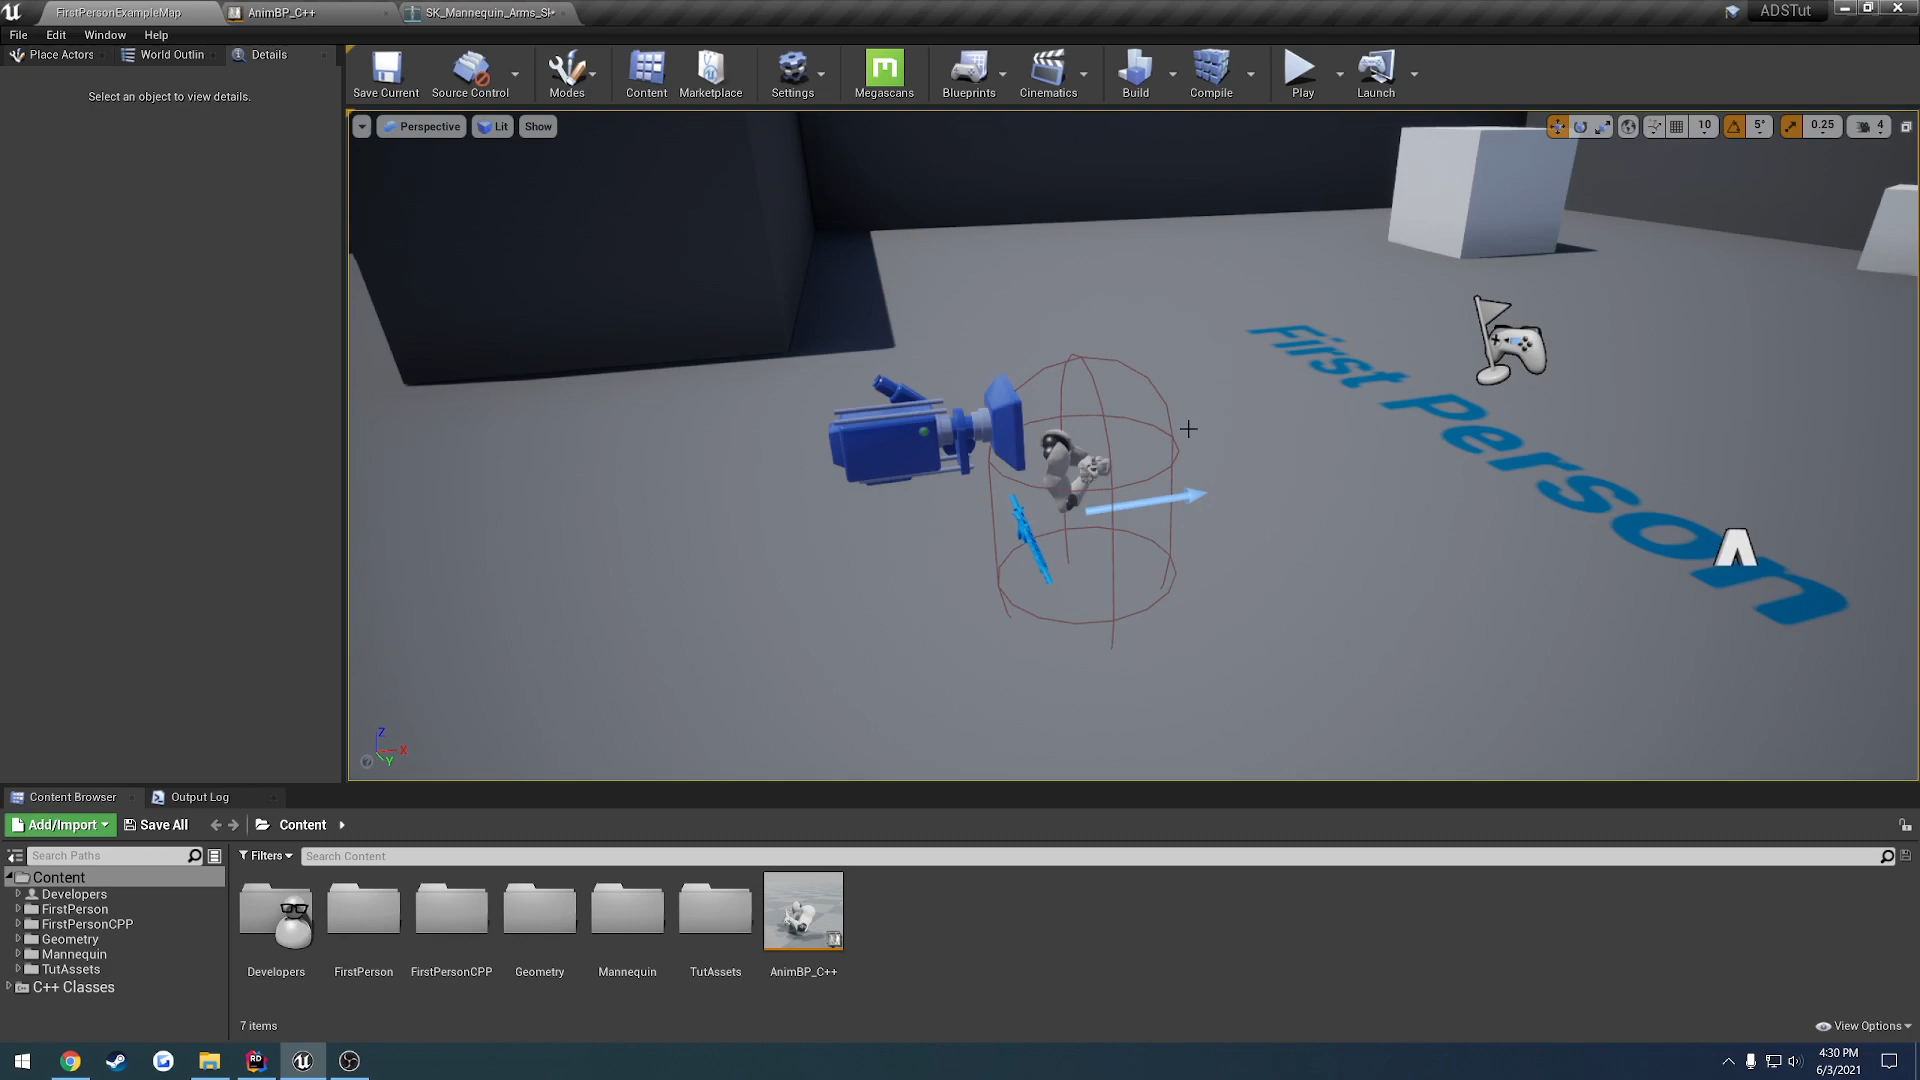 FirstPersonExampleMap
AnimBP_C++
SK_Mannequin_Arms_Sk•
ADSTut
File Edit Window Help
Place Actors
World Outlin
Details
Select an object to view details.
Save Current
Source Control
Modes
Content
Marketplace
Settings
Megascans
Blueprints
Cinematics
Build
Compile
Play
Launch
Perspective
Lit
Show
10
5°
0.25
4
First Person
Z
X
Y
Content Browser
Output Log
Add/Import
Save All
Content
Search Paths
Filters
Search Content
Content
Developers
FirstPerson
FirstPersonCPP
Geometry
Mannequin
TutAssets
C++ Classes
Developers
FirstPerson
FirstPersonCPP
Geometry
Mannequin
TutAssets
AnimBP_C++
7 items
View Options
RD
4:30 PM
6/3/2021